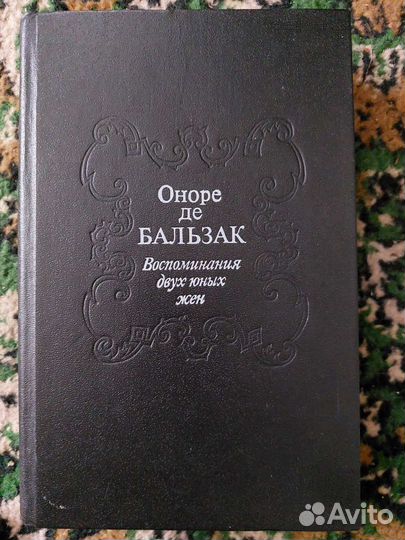 Оноре
де
БАЛЬЗАК
Воспоминания
двух юных
жен
Avito